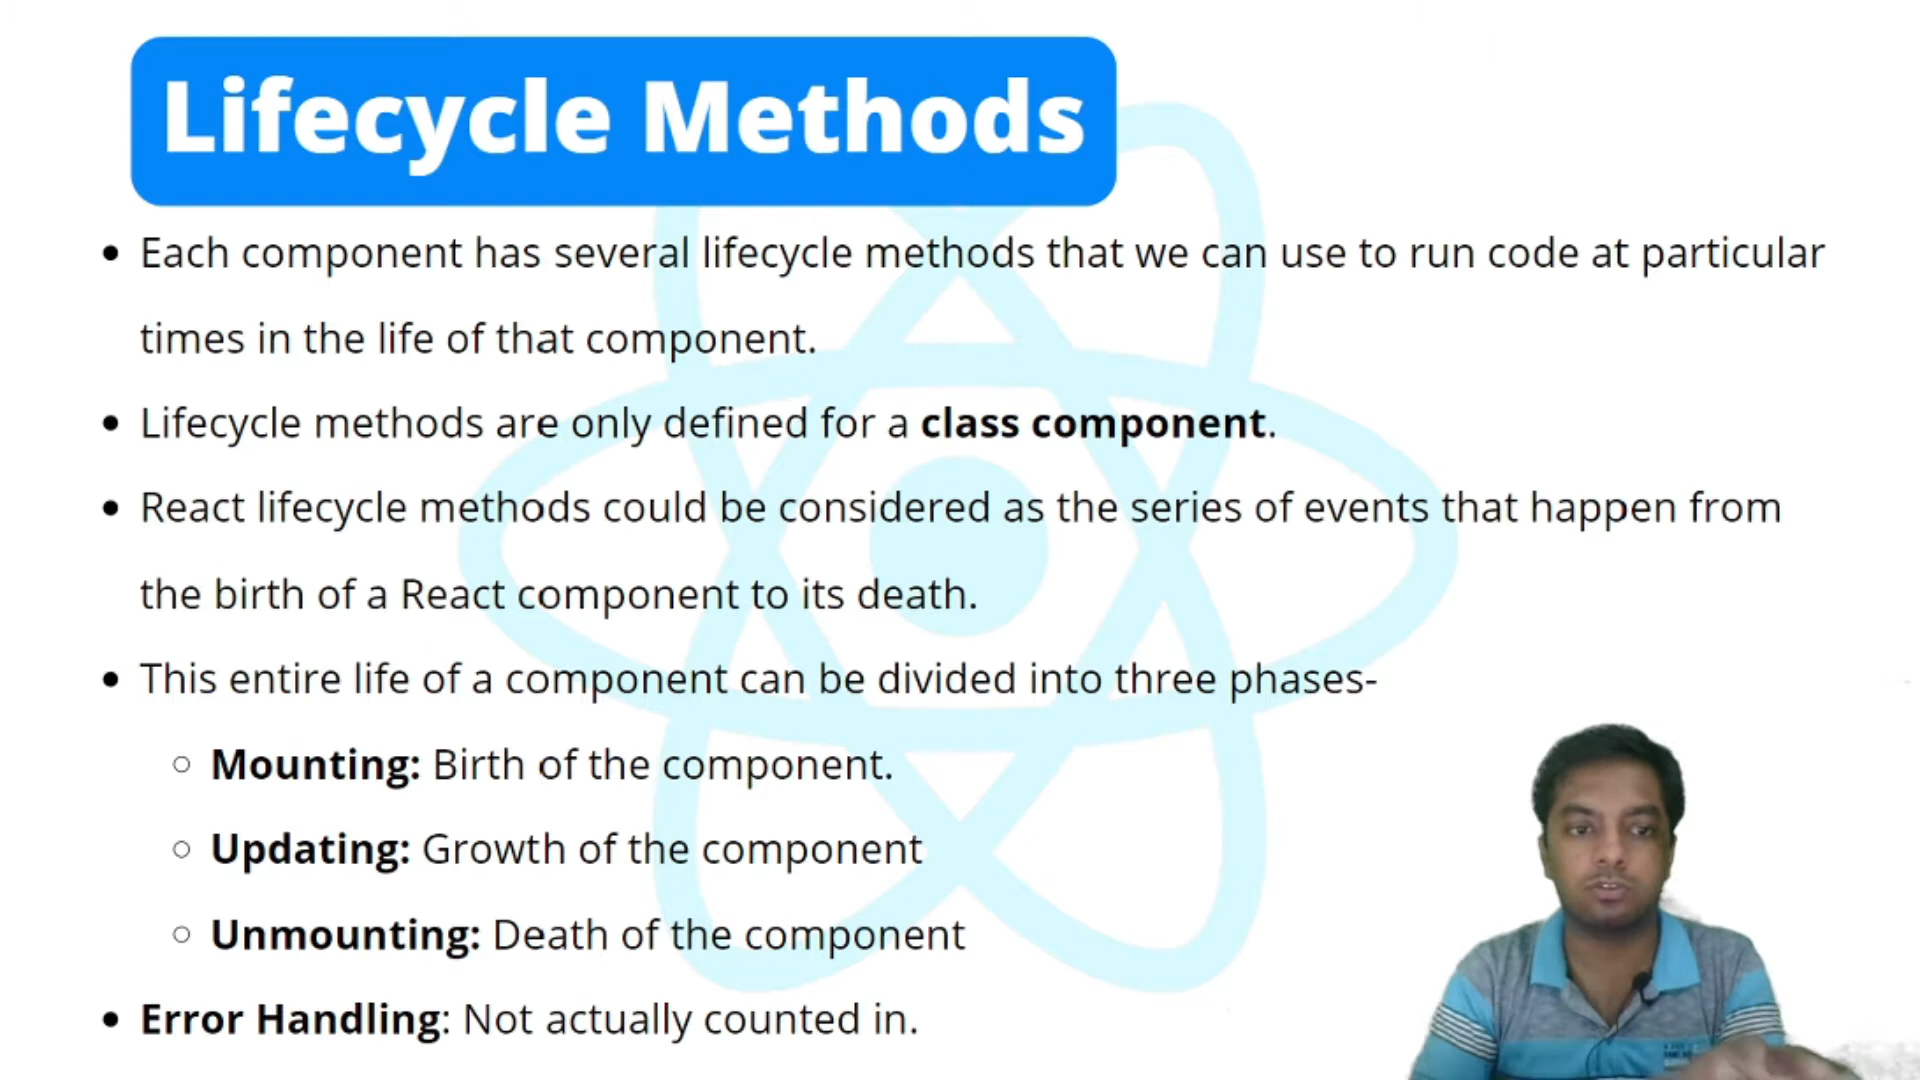 Lifecycle Methods
• Each component has several lifecycle methods that we can use to run code at particular
times in the life of that component.
• Lifecycle methods are only defined for a class component.
• React lifecycle methods could be considered as the series of events that happen from
the birth of a React component to its death.
• This entire life of a component can be divided into three phases-
○ Mounting: Birth of the component.
○ Updating: Growth of the component
○ Unmounting: Death of the component
• Error Handling: Not actually counted in.